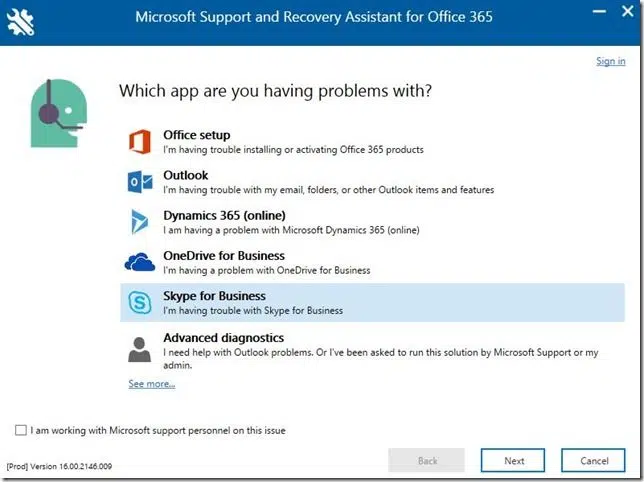 Microsoft Support and Recovery Assistant for Office 365
Sign in
Which app are you having problems with?
Office setup
I'm having trouble installing or activating Office 365 products
Outlook
I'm having trouble with my email, folders, or other Outlook items and features
Dynamics 365 (online)
I am having a problem with Microsoft Dynamics 365 (online)
OneDrive for Business
I'm having a problem with OneDrive for Business
Skype for Business
I'm having trouble with Skype for Business
Advanced diagnostics
I need help with Outlook problems. Or I've been asked to run this solution by Microsoft Support or my
admin.
See more...
I am working with Microsoft support personnel on this issue
Back
Next
Cancel
[Prod] Version 16.00.2146.009